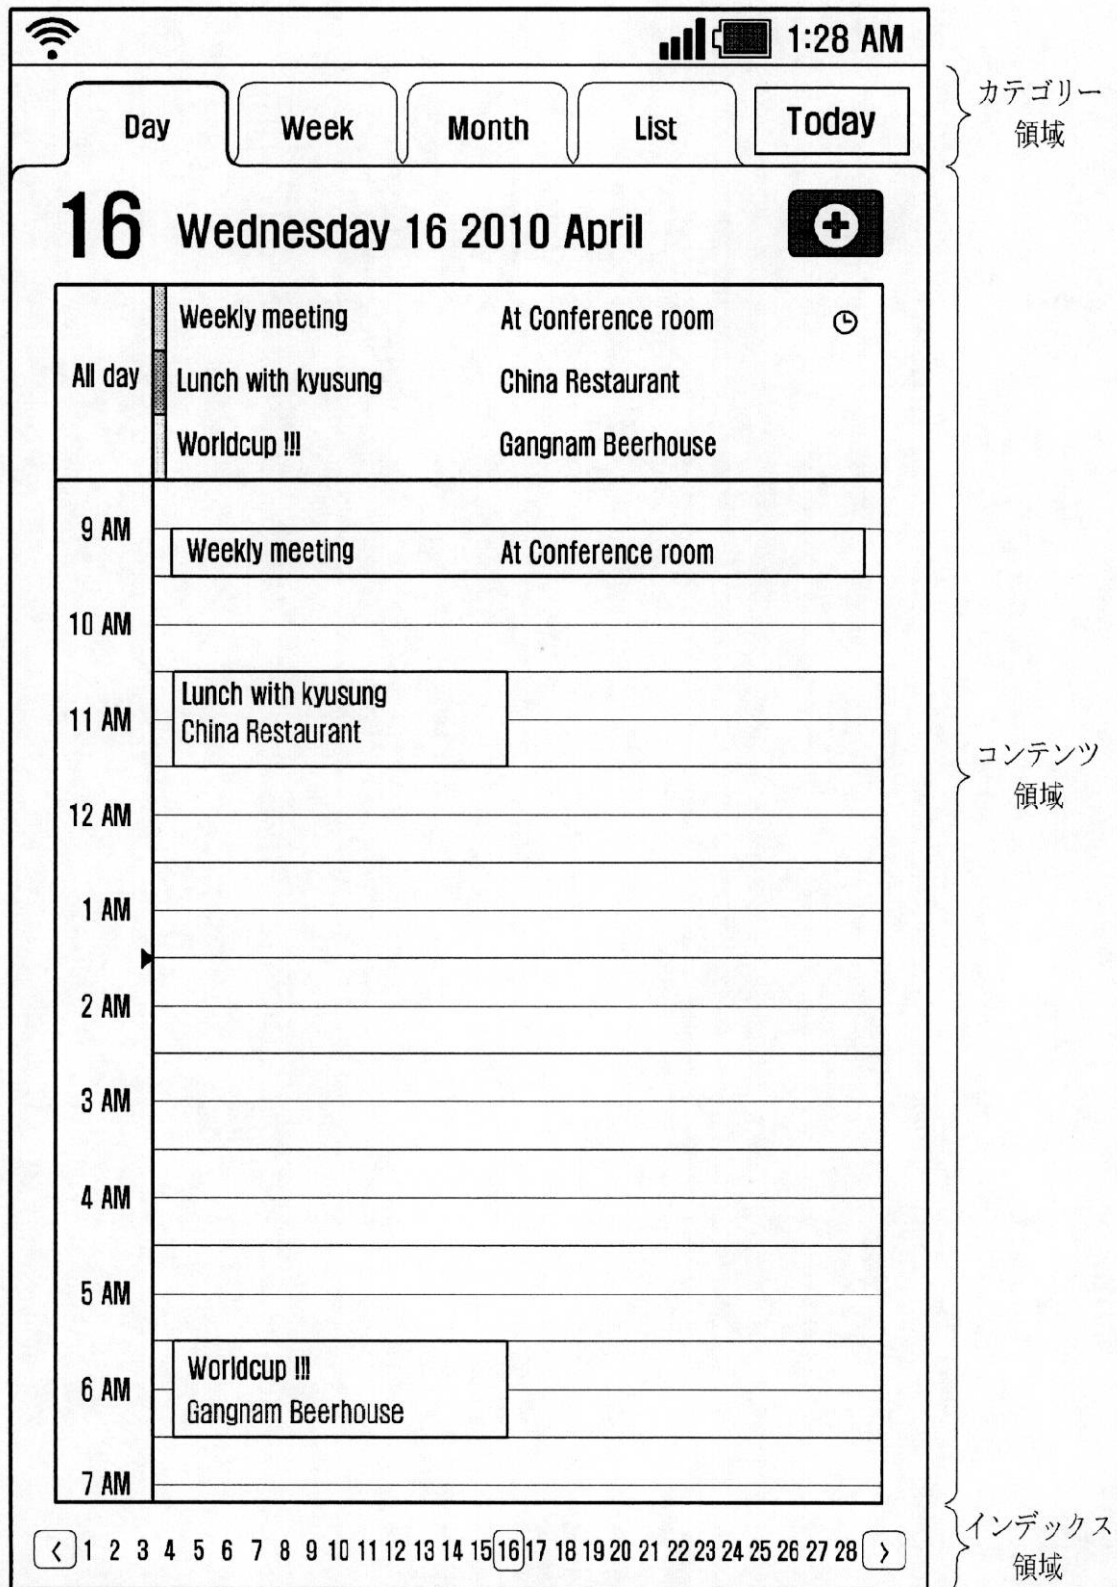 1:28 AM
Day Week Month List Today
カテゴリー
領域
16 Wednesday 16 2010 April
All day
Weekly meeting At Conference room
Lunch with kyusung China Restaurant
Worldcup !!! Gangnam Beerhouse
9 AM
Weekly meeting At Conference room
10 AM
Lunch with kyusung
11 AM
China Restaurant
コンテンツ
領域
12 AM
1 AM
2 AM
3 AM
4 AM
5 AM
Worldcup !!!
6 AM
Gangnam Beerhouse
7 AM
インデックス
領域
< 1 2 3 4 5 6 7 8 9 10 11 12 13 14 15 16 17 18 19 20 21 22 23 24 25 26 27 28 >